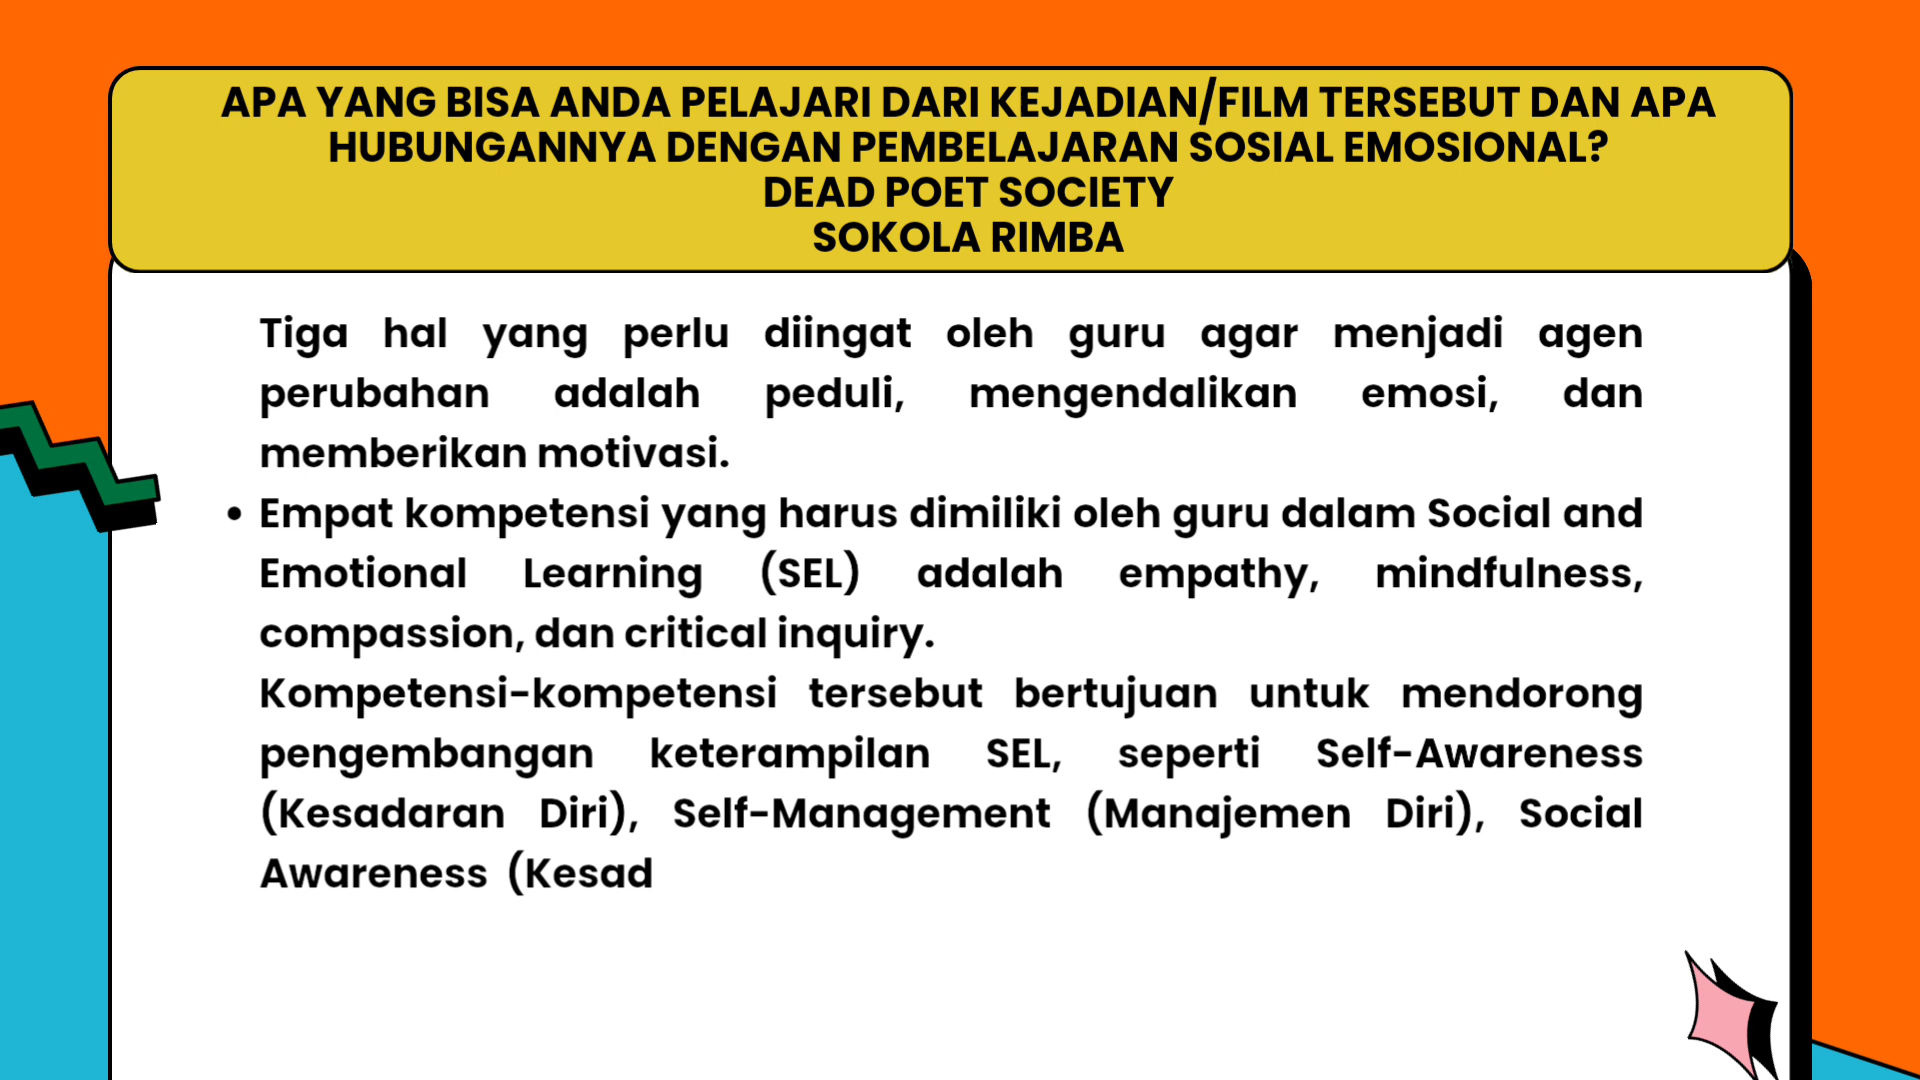 APA YANG BISA ANDA PELAJARI DARI KEJADIAN/FILM TERSEBUT DAN APA
HUBUNGANNYA DENGAN PEMBELAJARAN SOSIAL EMOSIONAL?
DEAD POET SOCIETY
SOKOLA RIMBA
Tiga hal yang perlu diingat oleh guru agar menjadi agen
perubahan adalah peduli, mengendalikan emosi, dan
memberikan motivasi.
• Empat kompetensi yang harus dimiliki oleh guru dalam Social and
Emotional Learning (SEL) adalah empathy, mindfulness,
compassion, dan critical inquiry.
Kompetensi-kompetensi tersebut bertujuan untuk mendorong
pengembangan keterampilan SEL, seperti Self-Awareness
(Kesadaran Diri), Self-Management (Manajemen Diri), Social
Awareness (Kesad